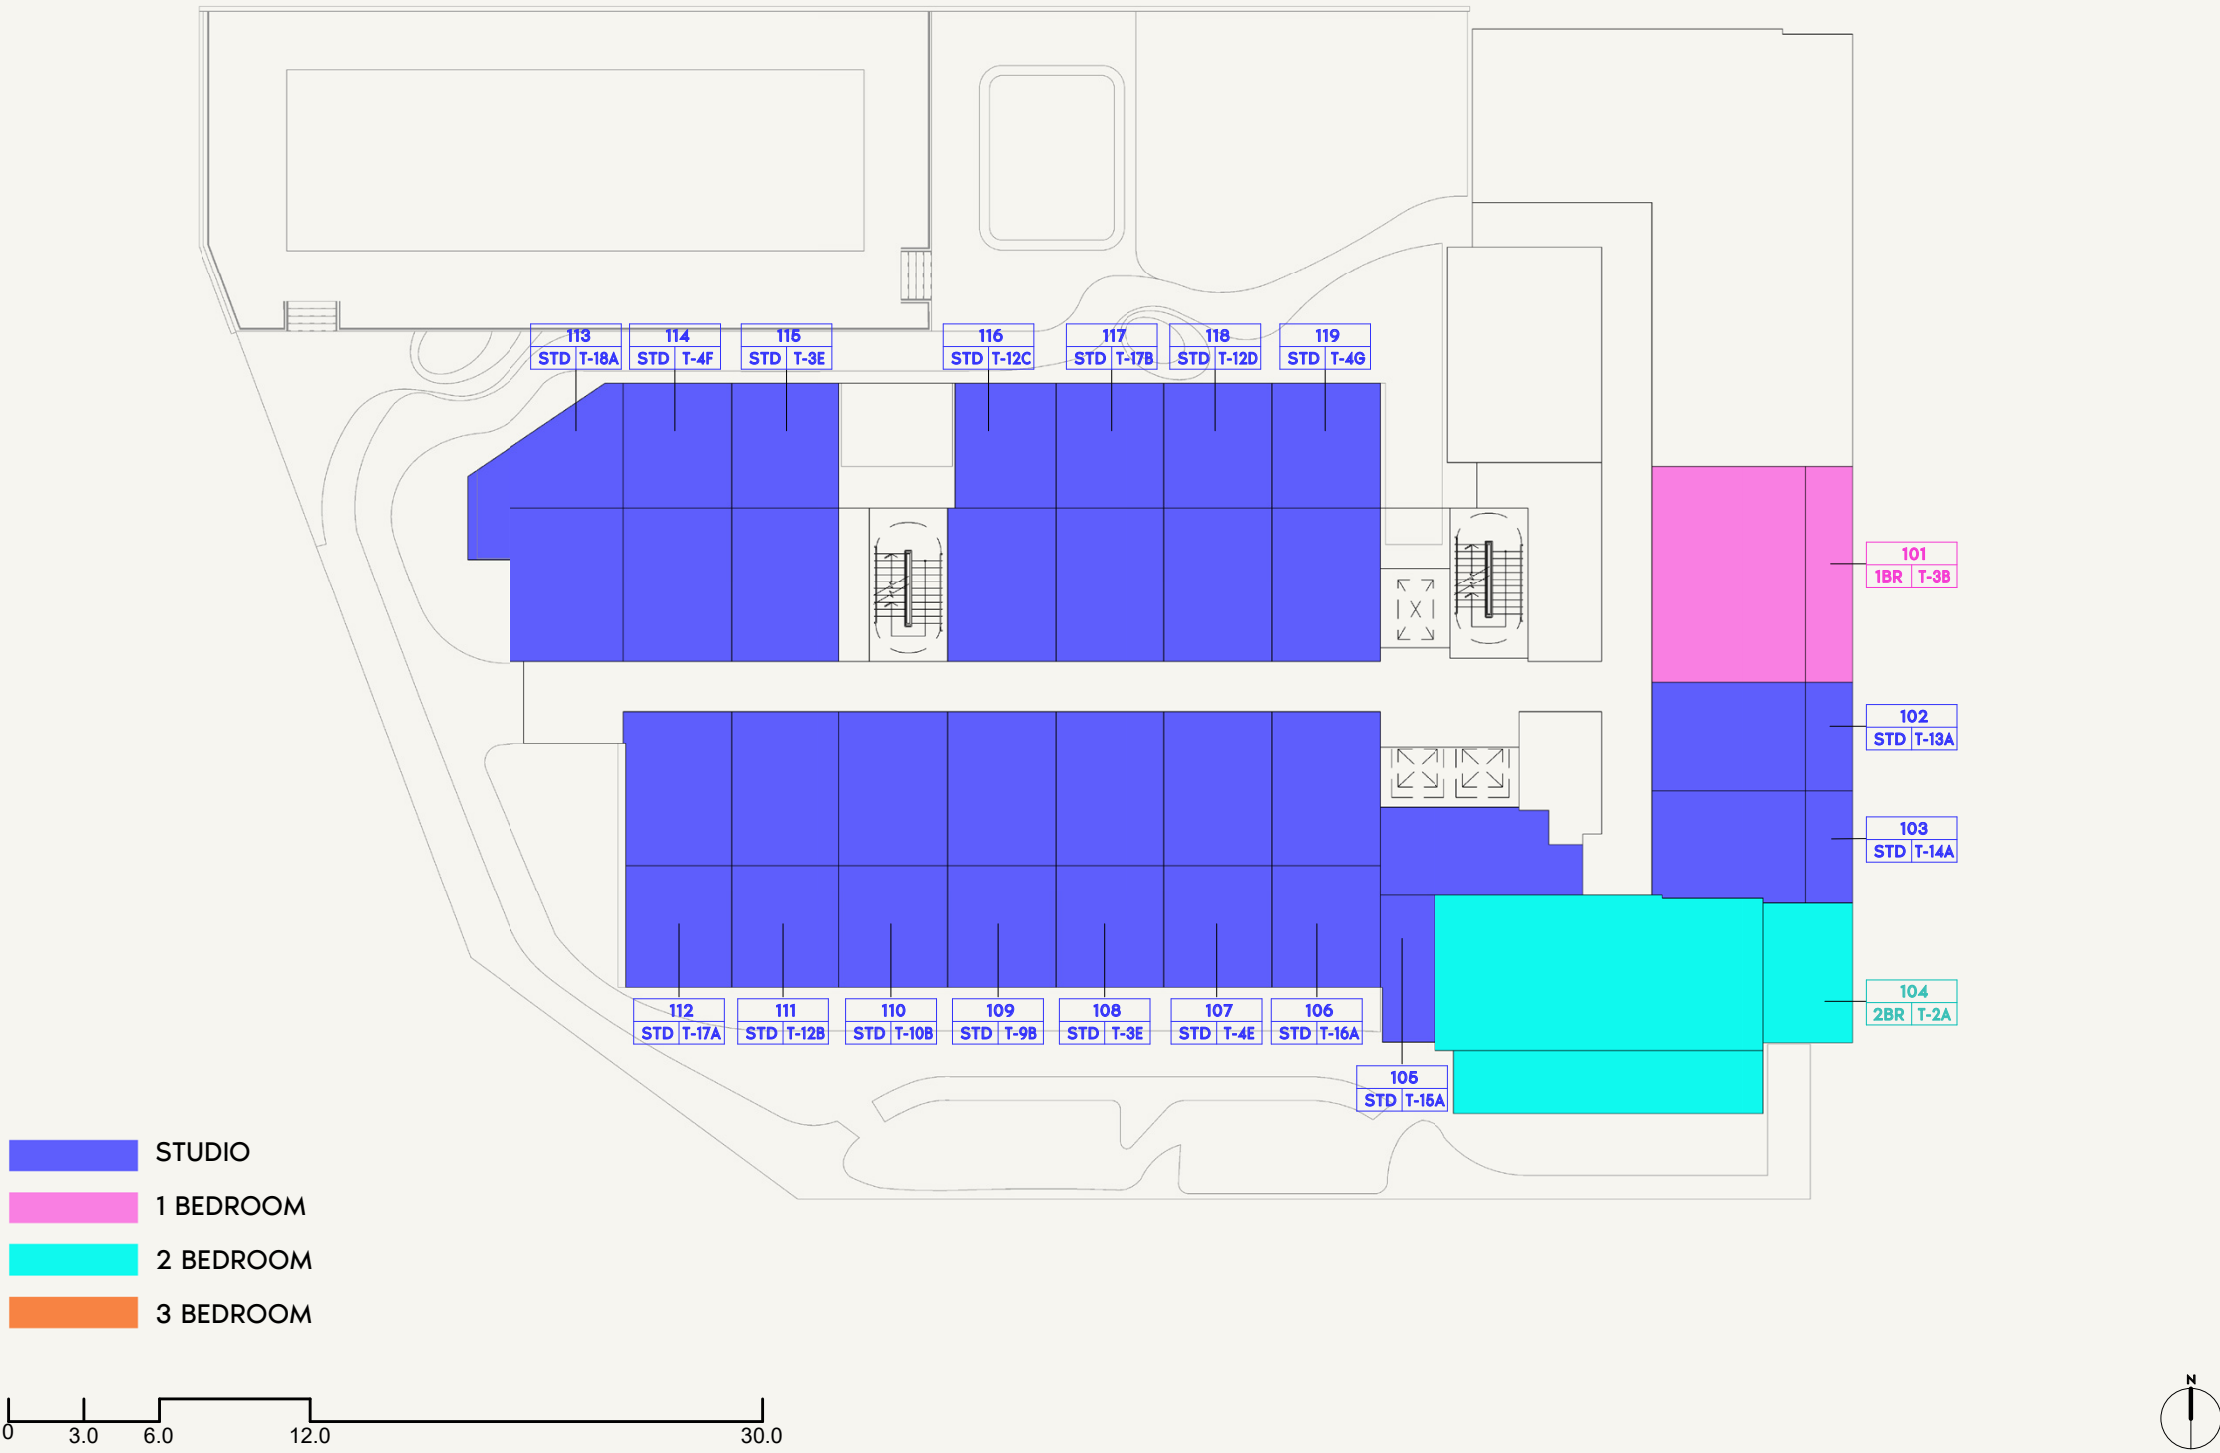 113 114 115 116 117 118 119
STD T-18A STD T-4F STD T-3E STD T-12C STD T-17B STD T-12D STD T-4G
101
1BR T-3B
102
STD T-13A
103
STD T-14A
104
2BR T-2A
112 111 110 109 108 107 106
STD T-17A STD T-12B STD T-10B STD T-9B STD T-3E STD T-4E STD T-16A
105
STD T-15A
STUDIO
1 BEDROOM
2 BEDROOM
3 BEDROOM
0 3.0 6.0 12.0 30.0
N